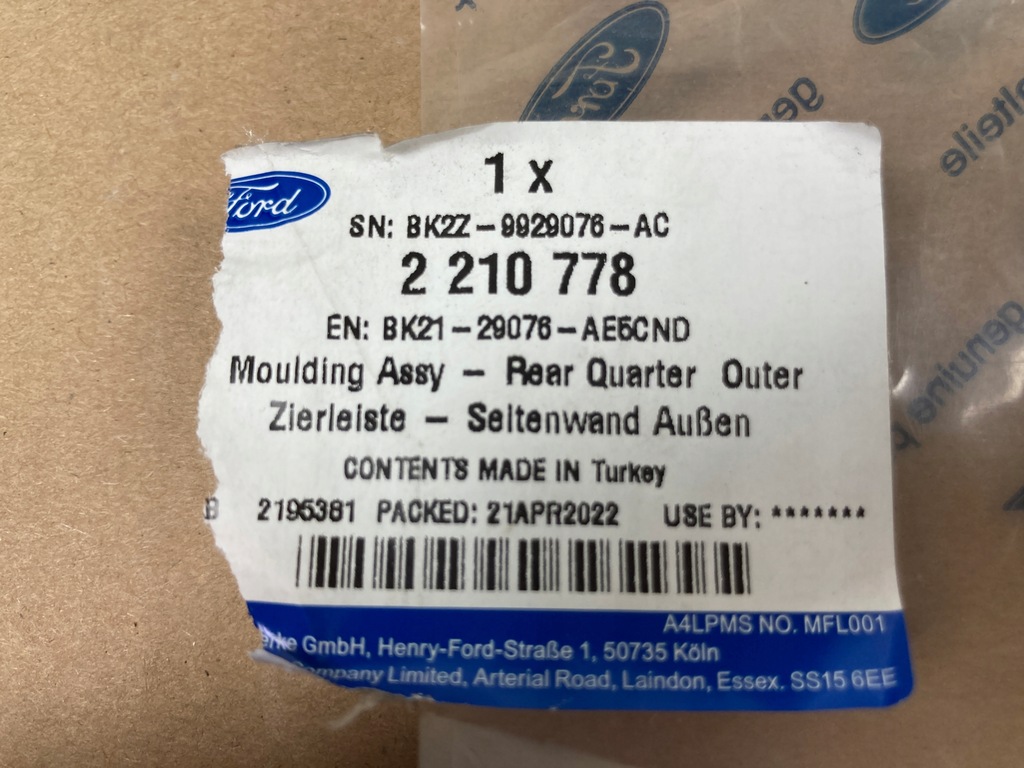 Ford
genuine
1 x
Ford
SN: BK2Z-9929076-AC
2 210 778
EN: BK21-29076-AE5CND
Moulding Assy - Rear Quarter Outer
Zierleiste - Seitenwand Außen
CONTENTS MADE IN Turkey
B 2195381 PACKED: 21APR2022 USE BY: *******
A4LPMS NO. MFL001
GmbH, Henry-Ford-Straße 1, 50735 Köln
Company Limited, Arterial Road, Laindon, Essex. SS15 6EE